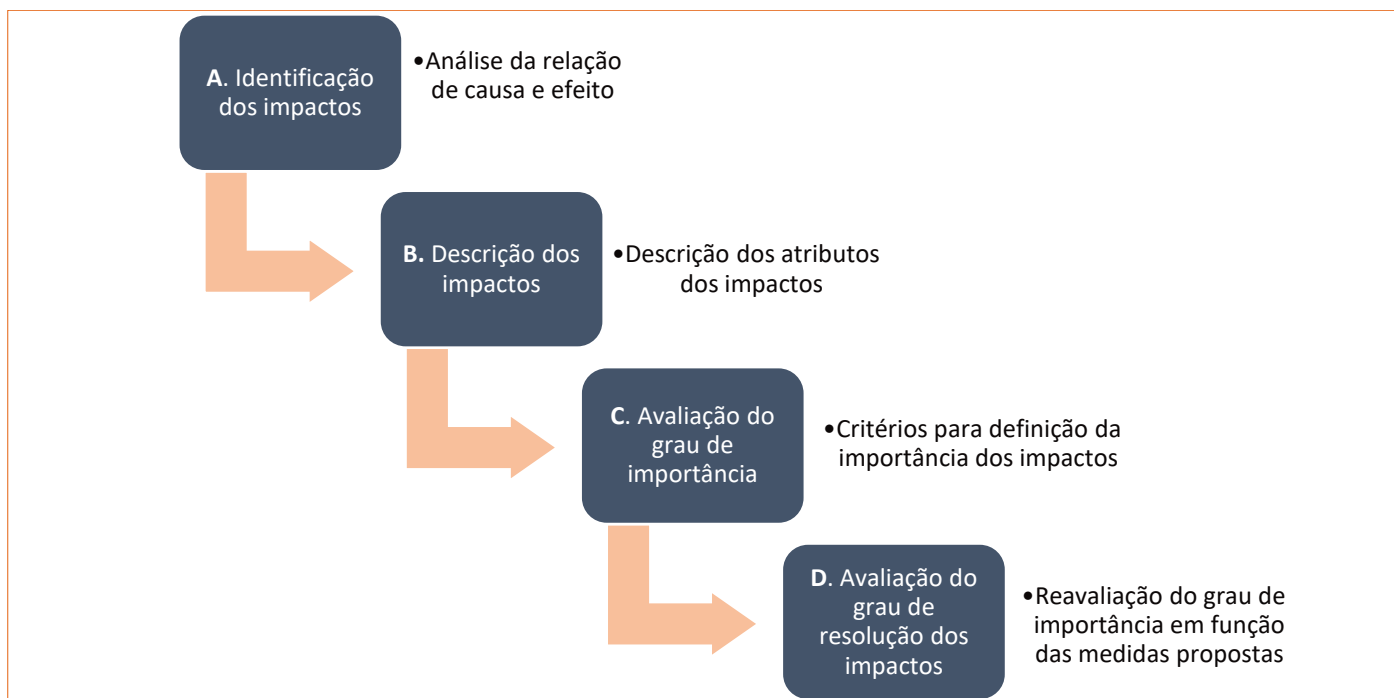 A. Identificação
dos impactos
•Análise da relação
de causa e efeito
B. Descrição dos
impactos
•Descrição dos atributos
dos impactos
C. Avaliação do
grau de
importância
•Critérios para definição da
importância dos impactos
D. Avaliação do
grau de
resolução dos
impactos
•Reavaliação do grau de
importância em função
das medidas propostas